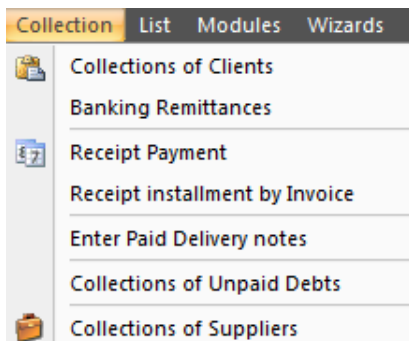 Collection List Modules Wizards
Collections of Clients
Banking Remittances
Receipt Payment
Receipt installment by Invoice
Enter Paid Delivery notes
Collections of Unpaid Debts
Collections of Suppliers